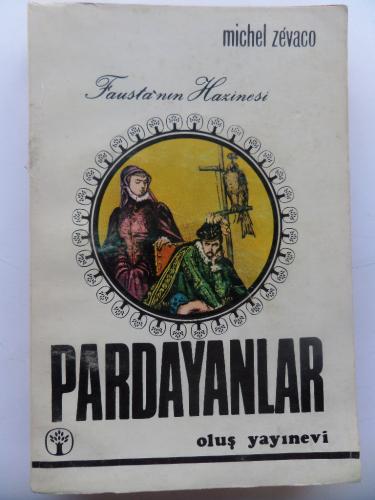 michel zévaco
Fausta'nın Hazinesi
PARDAYANLAR
oluş yayınevi